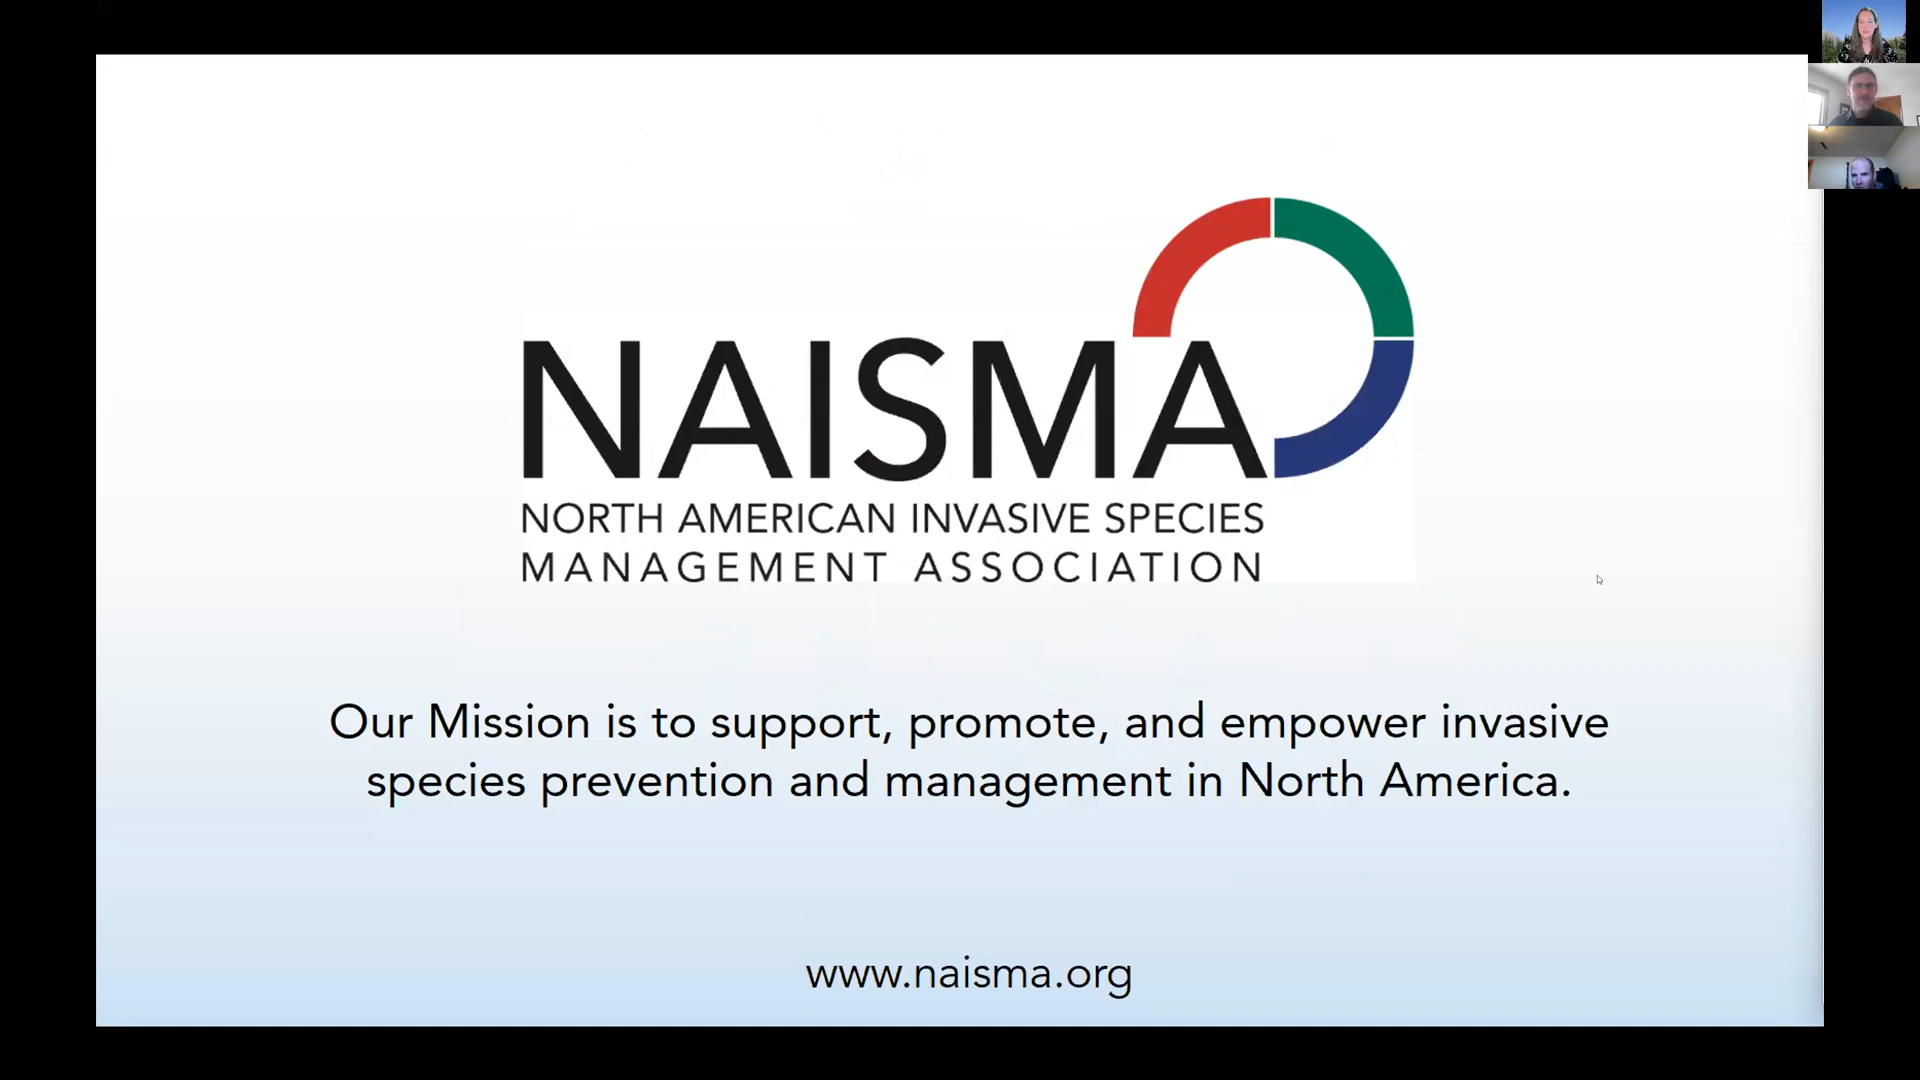 NAISMA
NORTH AMERICAN INVASIVE SPECIES
MANAGEMENT ASSOCIATION
Our Mission is to support, promote, and empower invasive
species prevention and management in North America.
www.naisma.org